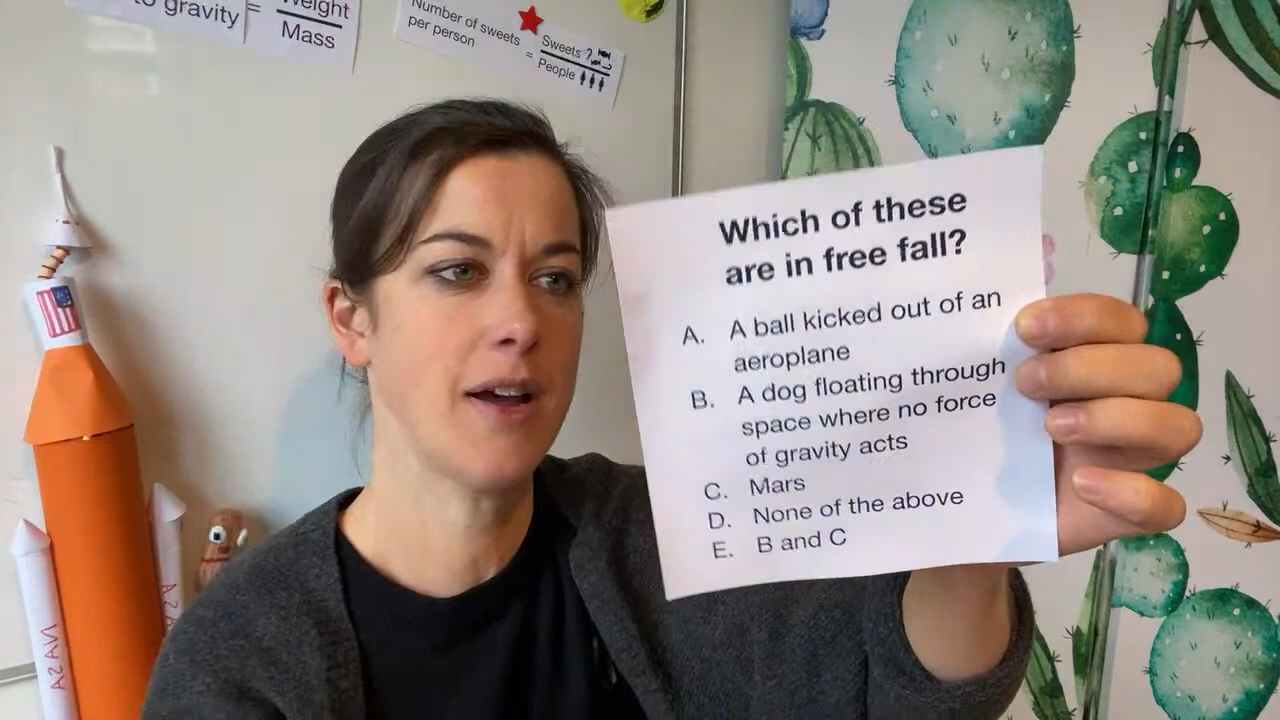 to gravity
=
Weight
Mass
Number of sweets
per person
=
Sweets
People
Which of these
are in free fall?
A. A ball kicked out of an
aeroplane
B. A dog floating through
space where no force
of gravity acts
C. Mars
D. None of the above
E. B and C
NASA